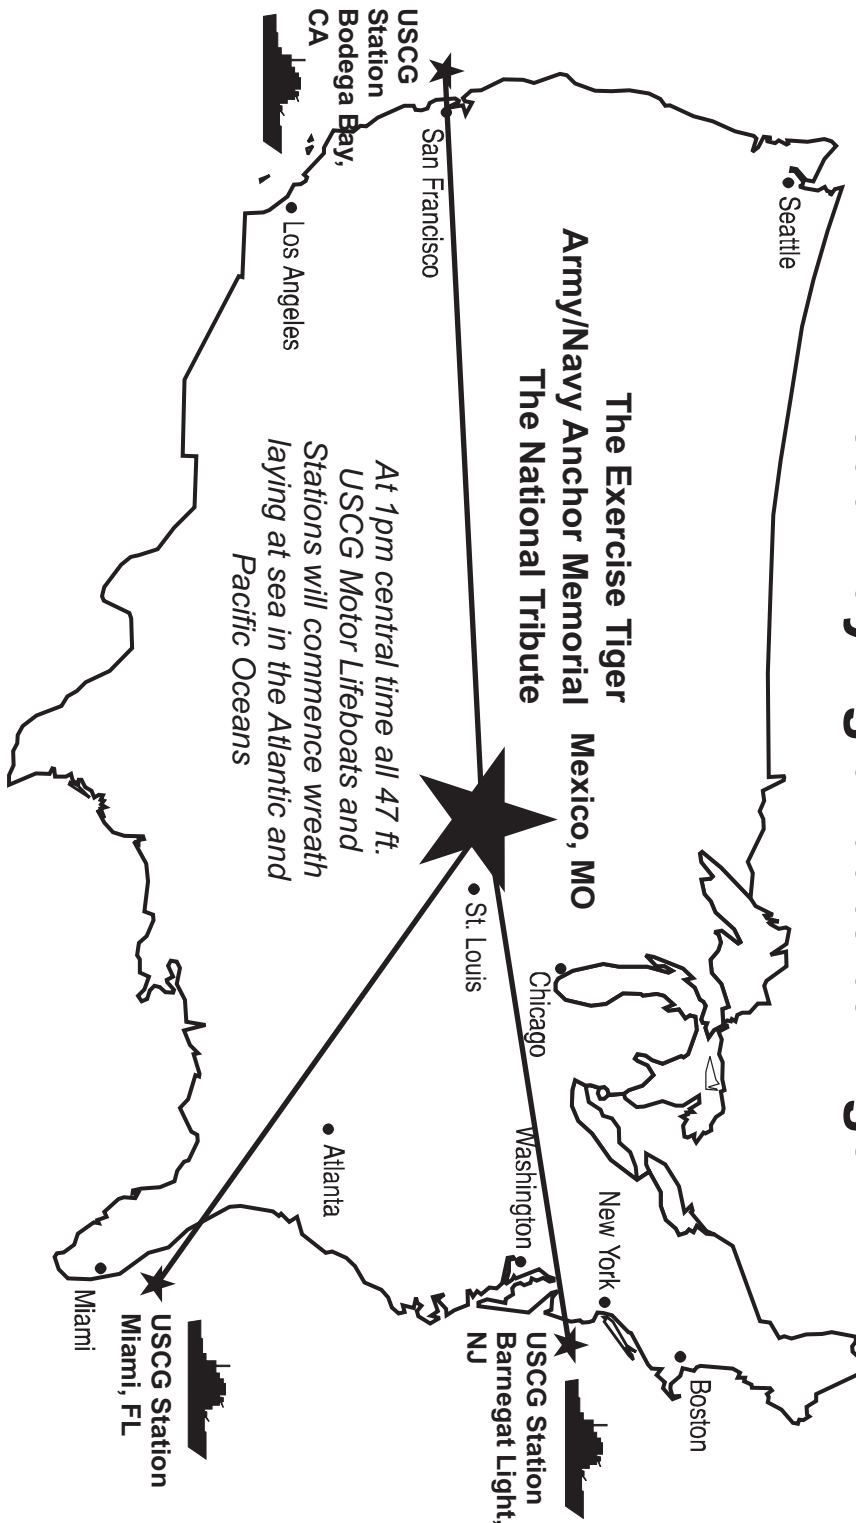 The Exercise Tiger
Army/Navy Anchor Memorial
The National Tribute
Mexico, MO
At 1pm central time all 47 ft.
USCG Motor Lifeboats and
Stations will commence wreath
laying at sea in the Atlantic and
Pacific Oceans
Seattle
San Francisco
Los Angeles
USCG
Station
Bodega Bay,
CA
St. Louis
Chicago
Washington
New York
Boston
Atlanta
Miami
USCG Station
Barnegat Light,
NJ
USCG Station
Miami, FL